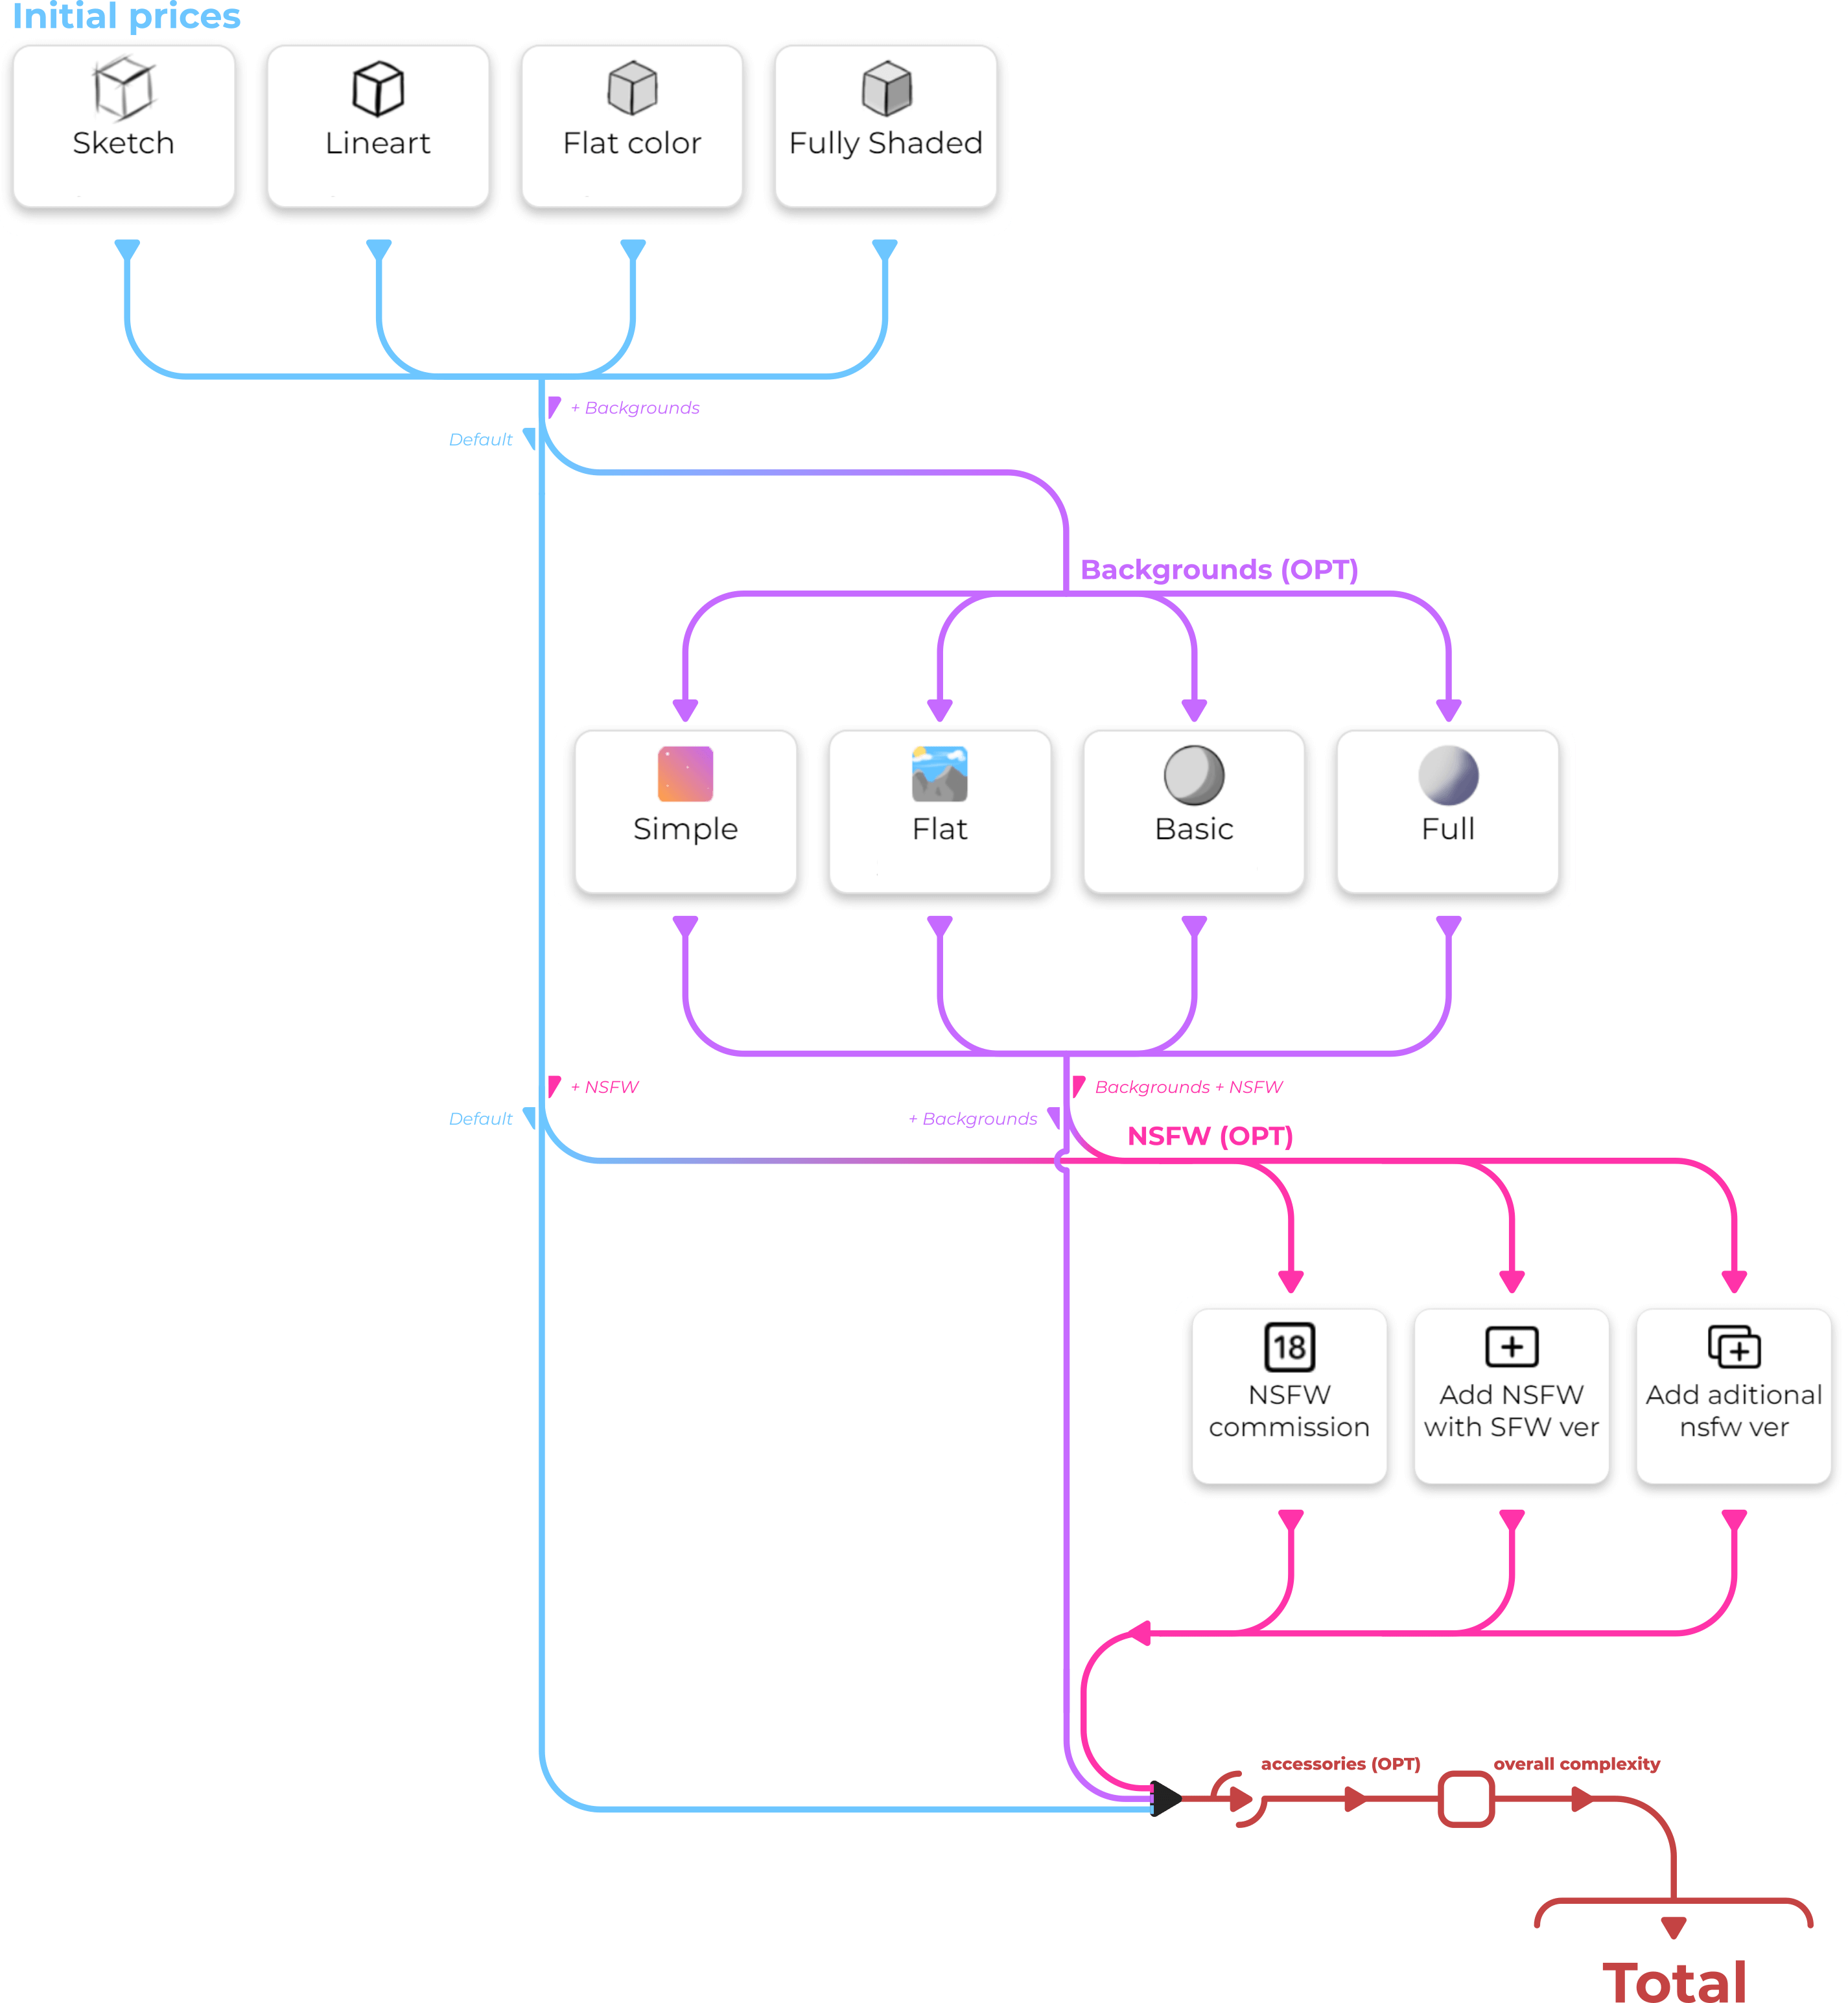 Initial prices
Sketch
Lineart
Flat color
Fully Shaded
+ Backgrounds
Default
Backgrounds (OPT)
Simple
Flat
Basic
Full
+ NSFW
Backgrounds + NSFW
Default
+ Backgrounds
NSFW (OPT)
18
NSFW
commission
Add NSFW
with SFW ver
Add aditional
nsfw ver
accessories (OPT)
overall complexity
Total